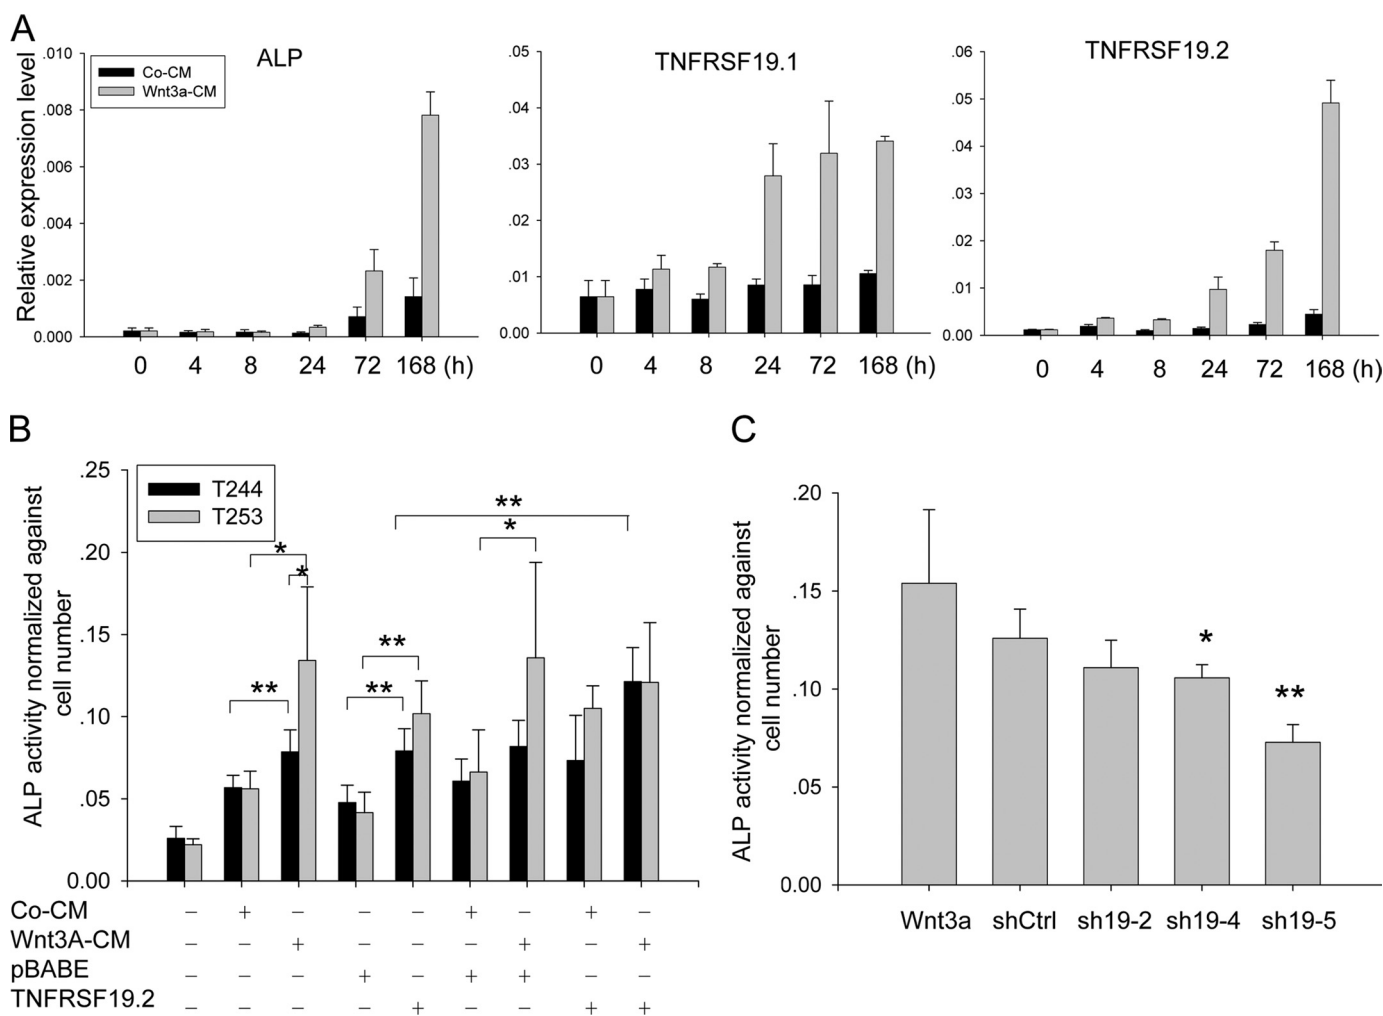 A
ALP
Relative expression level
.010
.008
.006
.004
.002
0.000
Co-CM
Wnt3a-CM
0 4 8 24 72 168 (h)
TNFRSF19.1
.05
.04
.03
.02
.01
0.00
0 4 8 24 72 168 (h)
TNFRSF19.2
.06
.05
.04
.03
.02
.01
0.00
0 4 8 24 72 168 (h)
B
ALP activity normalized against
cell number
.25
.20
.15
.10
.05
0.00
T244
T253
*
*
**
**
**
**
*
Co-CM − + − − − + − + −
Wnt3A-CM − − + − − − + − +
pBABE − − − + − + + − −
TNFRSF19.2 − − − − + − − + +
C
ALP activity normalized against
cell number
.20
.15
.10
.05
0.00
*
**
Wnt3a shCtrl sh19-2 sh19-4 sh19-5